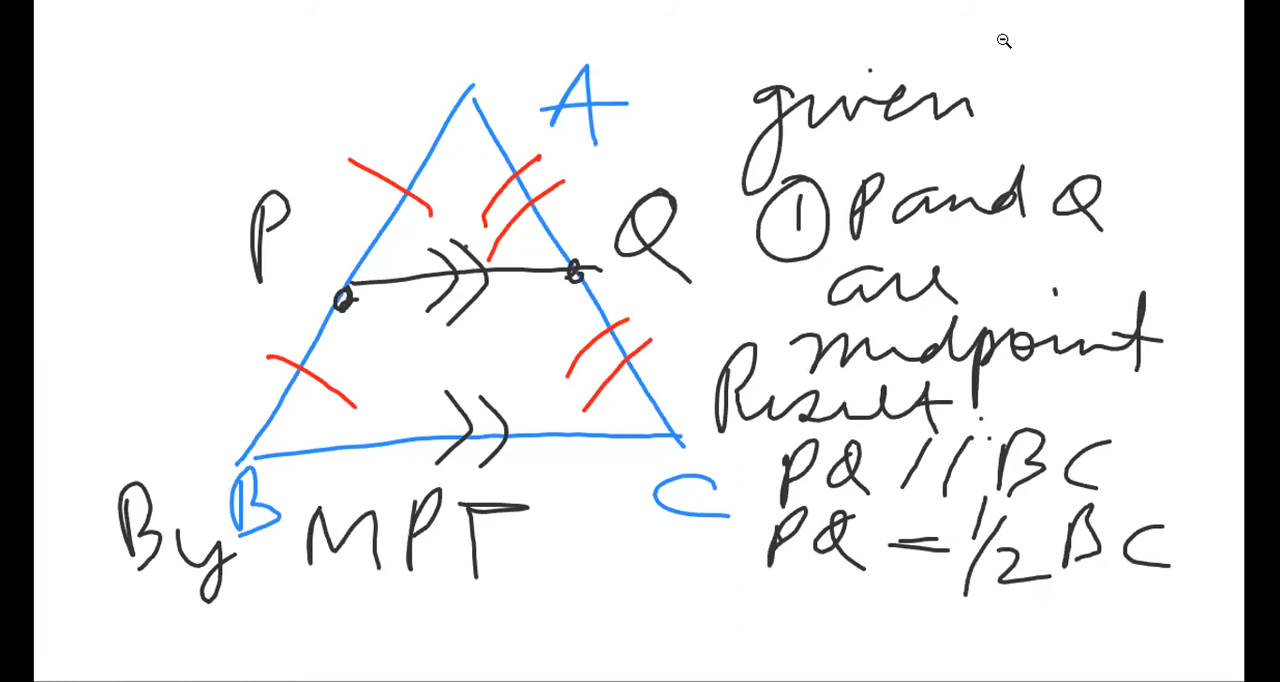 A
P
Q
B
C
By MPT
given
① P and Q
are
midpoint
Result:
PQ // BC
PQ = 1/2 BC